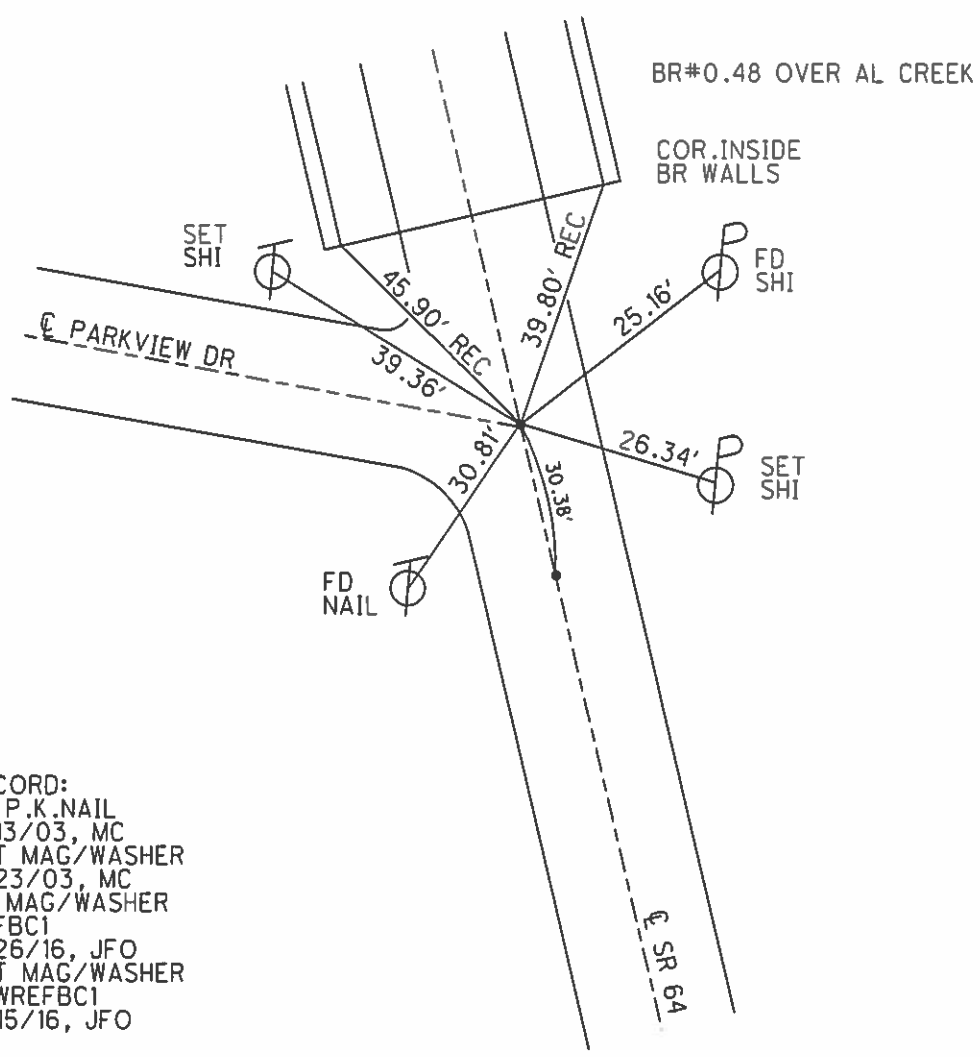 BR#0.48 OVER AL CREEK
COR.INSIDE
BR WALLS
SET
SHI
FD
SHI
45.90' REC
39.80' REC
25.16'
℄ PARKVIEW DR
39.36'
26.34'
SET
SHI
30.81'
30.38'
FD
NAIL
CORD:
P.K.NAIL
13/03, MC
T MAG/WASHER
23/03, MC
MAG/WASHER
FBC1
26/16, JFO
T MAG/WASHER
WREFBC1
15/16, JFO
℄ SR 64